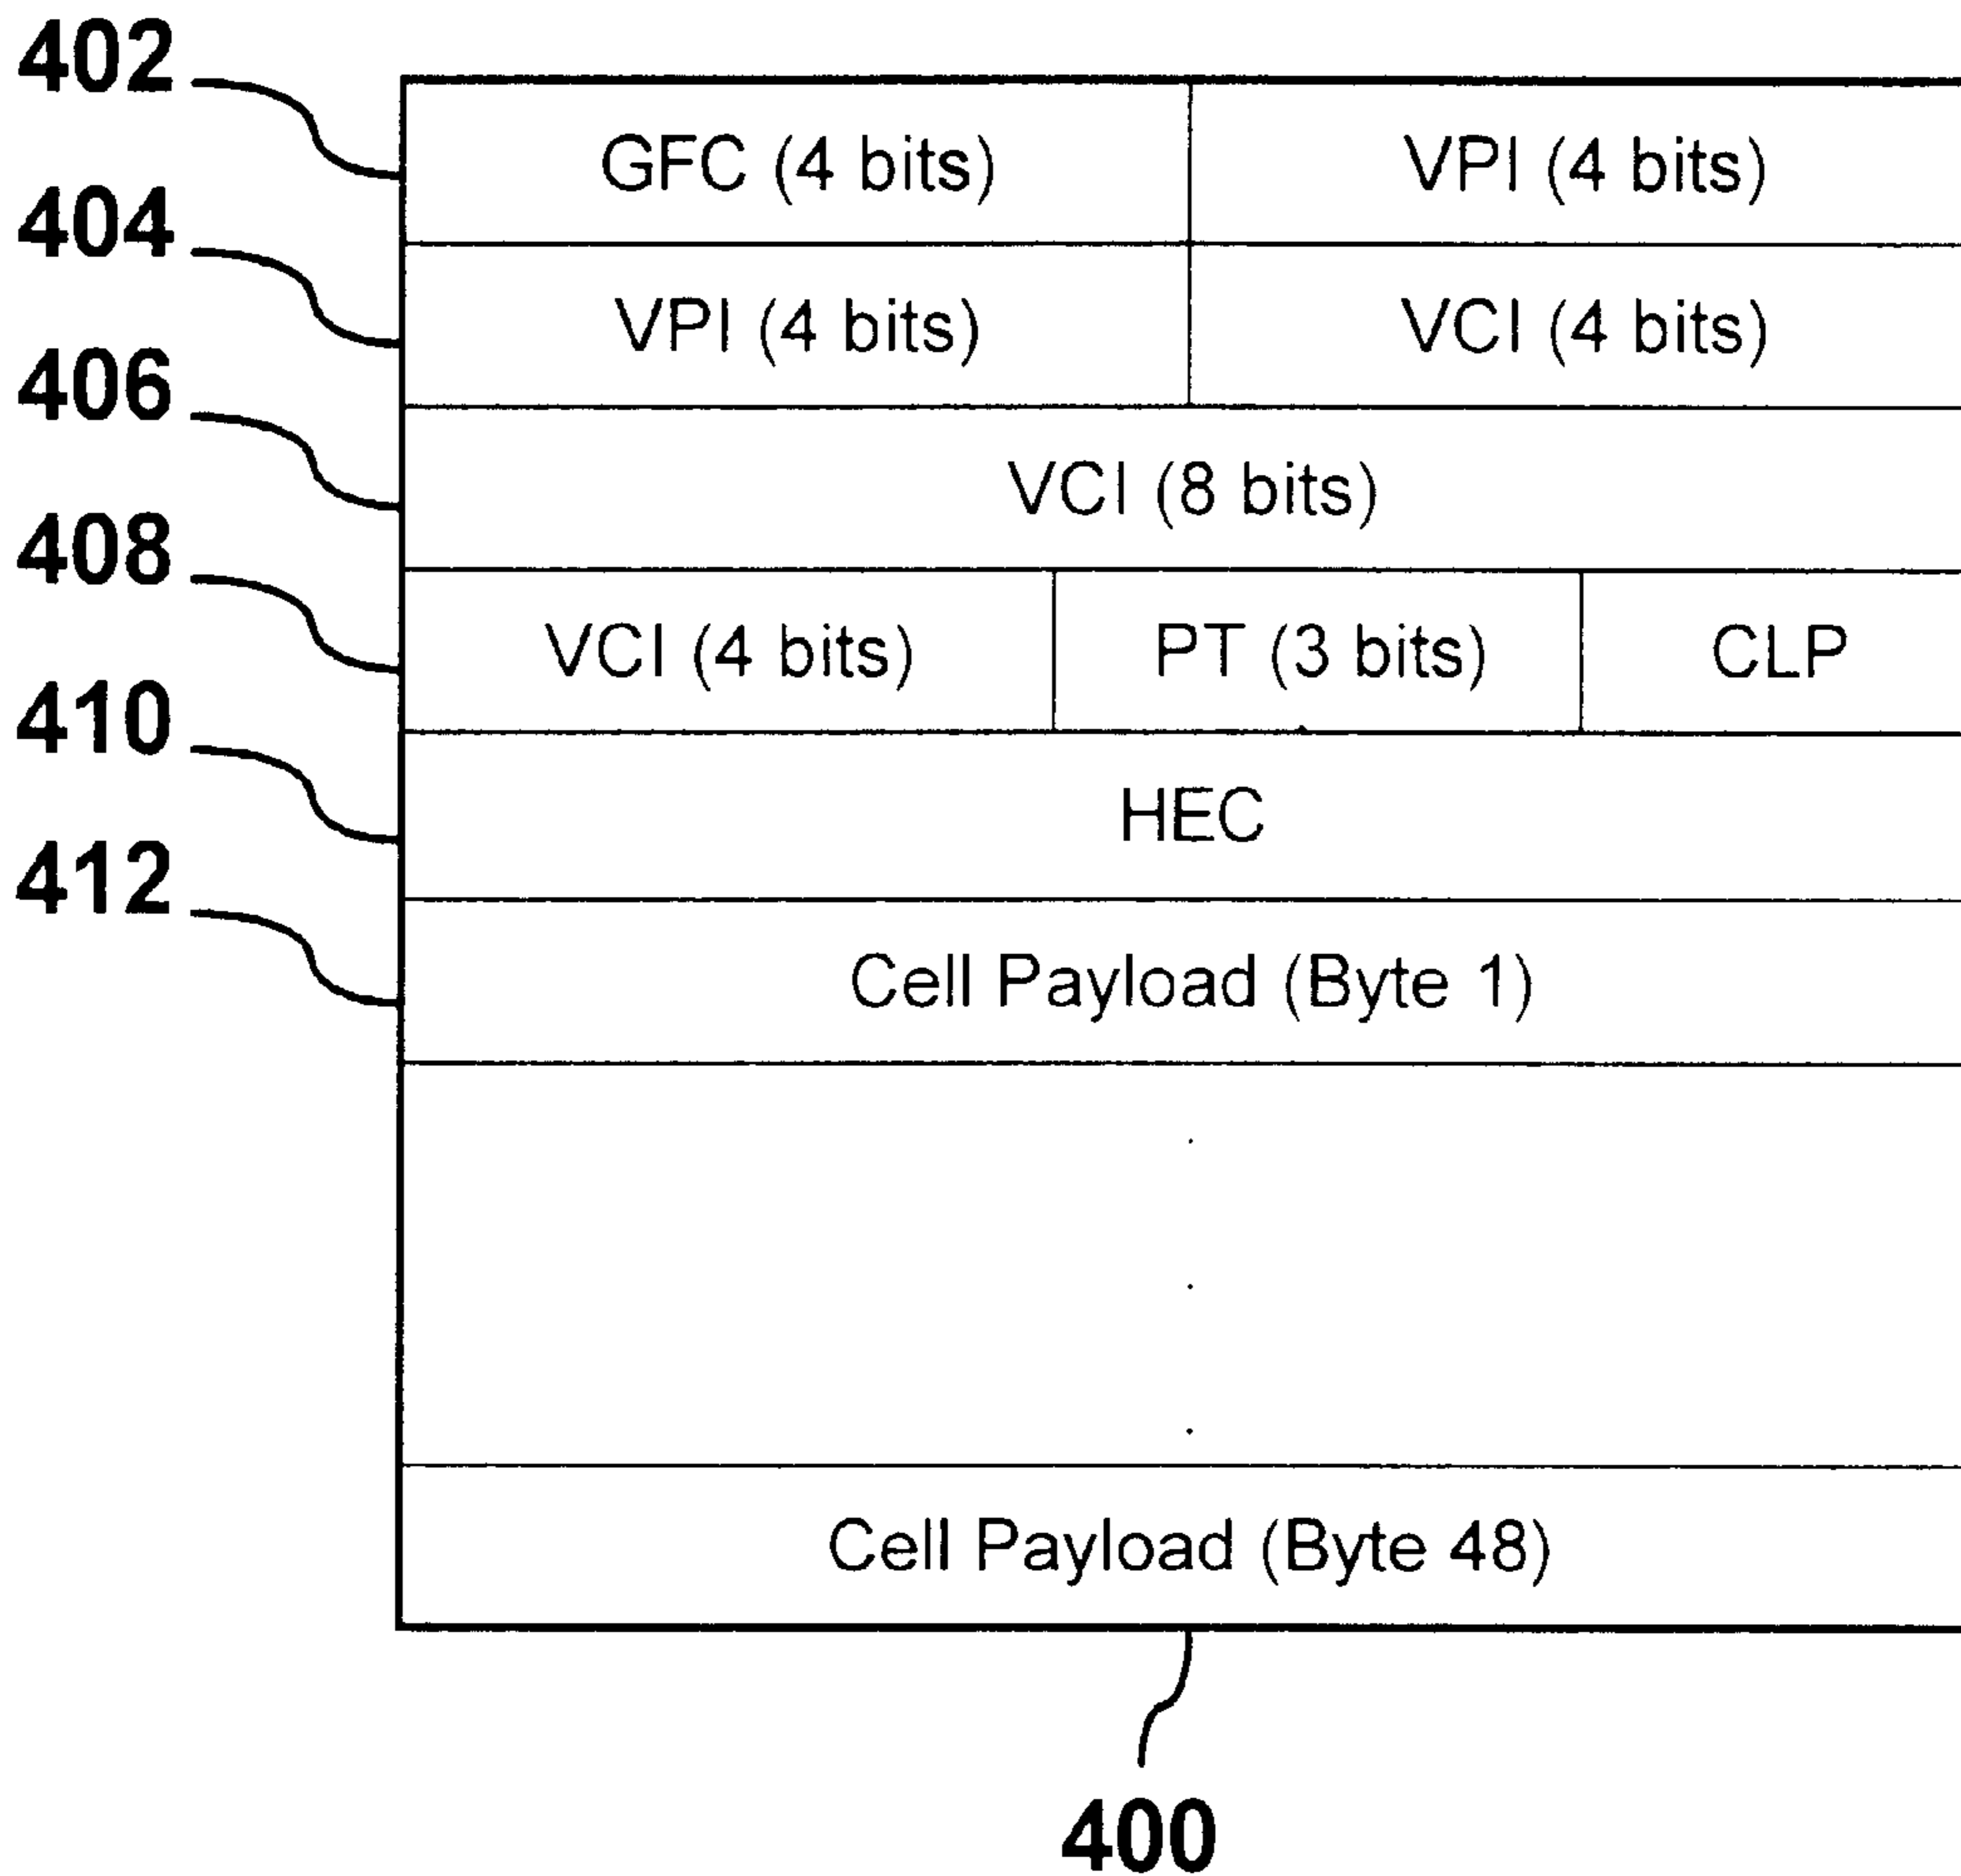 402
GFC (4 bits) VPI (4 bits)
404
VPI (4 bits) VCI (4 bits)
406
VCI (8 bits)
408
VCI (4 bits) PT (3 bits) CLP
410
HEC
412
Cell Payload (Byte 1)
.
.
.
Cell Payload (Byte 48)
400